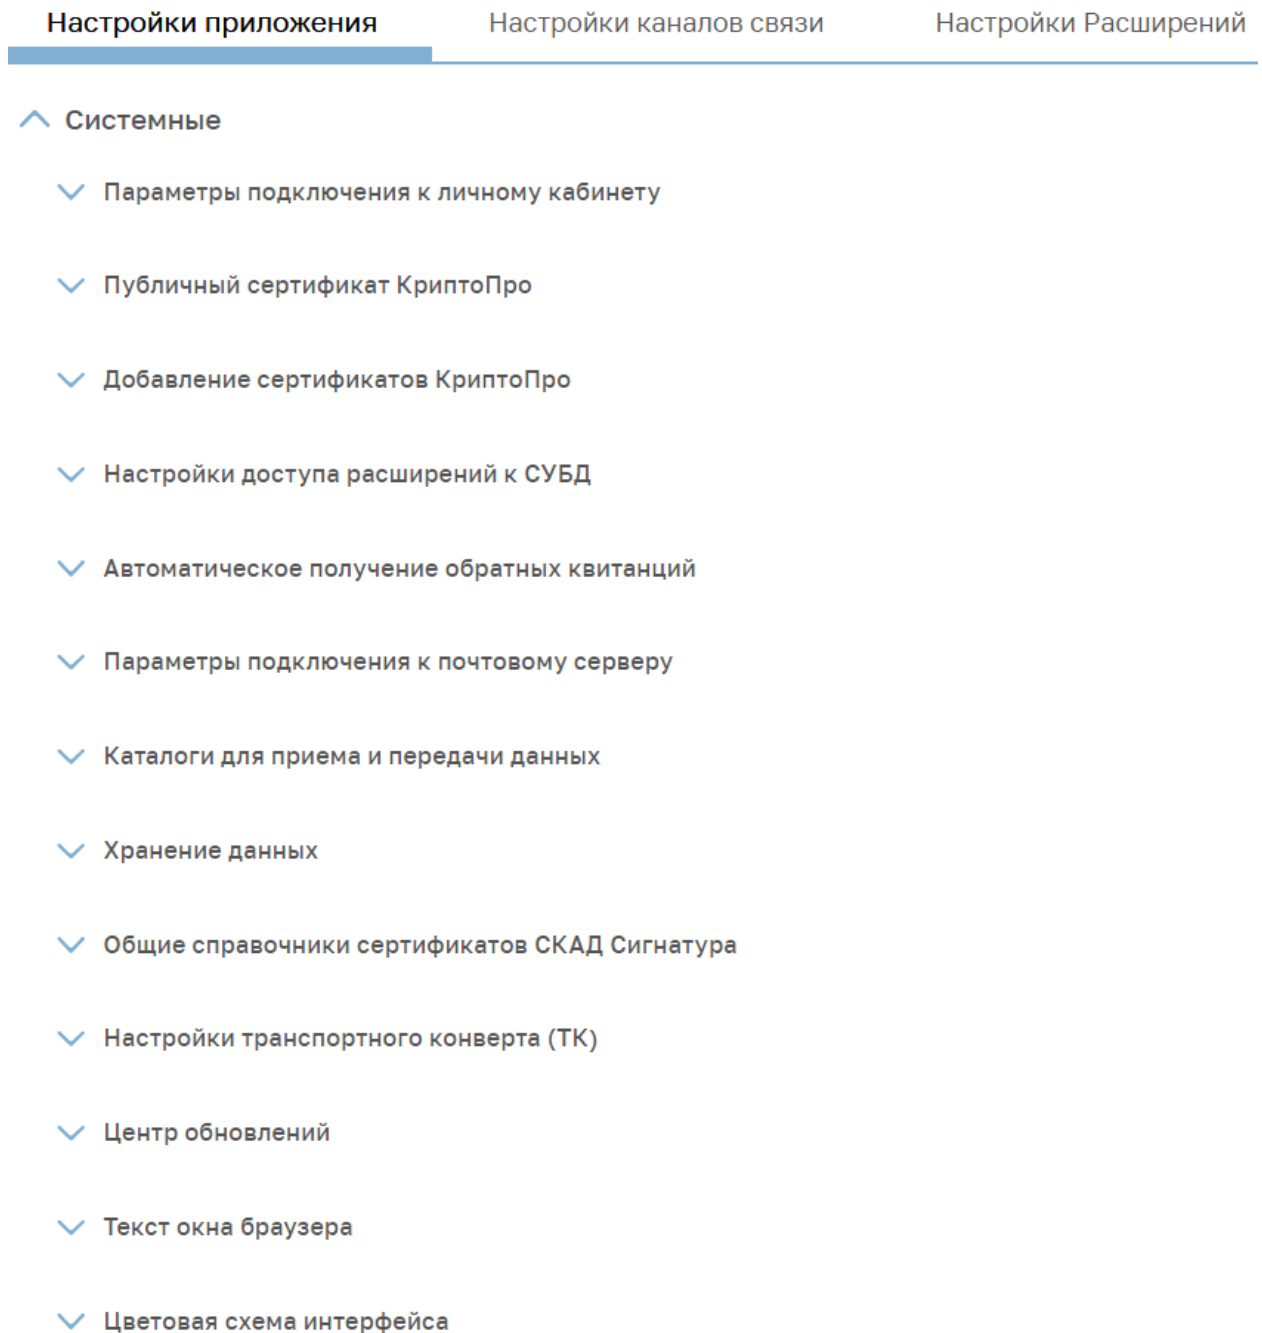 Настройки приложения Настройки каналов связи Настройки Расширений
Системные
Параметры подключения к личному кабинету
Публичный сертификат КриптоПро
Добавление сертификатов КриптоПро
Настройки доступа расширений к СУБД
Автоматическое получение обратных квитанций
Параметры подключения к почтовому серверу
Каталоги для приема и передачи данных
Хранение данных
Общие справочники сертификатов СКАД Сигнатура
Настройки транспортного конверта (ТК)
Центр обновлений
Текст окна браузера
Цветовая схема интерфейса